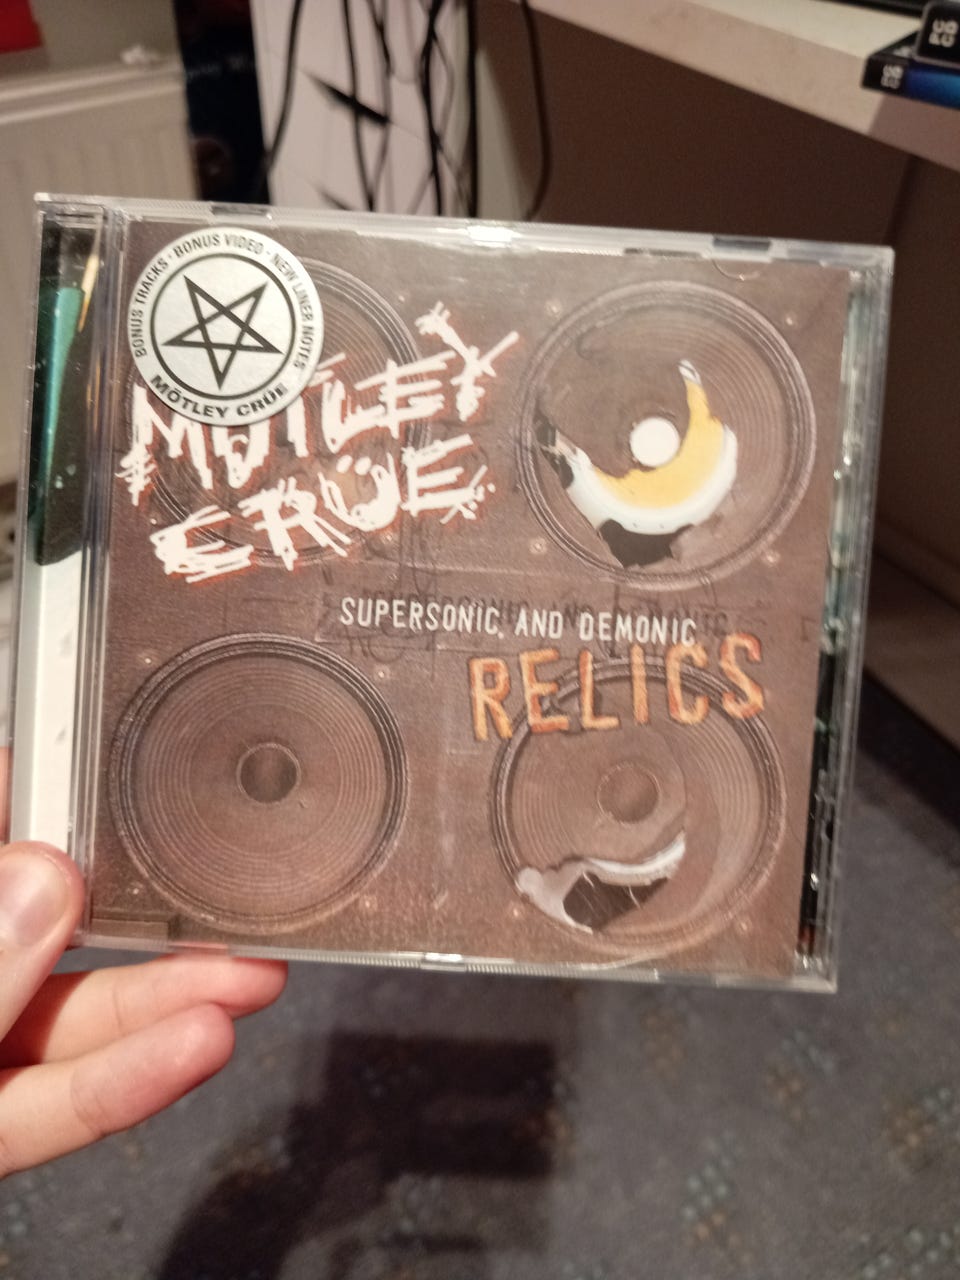 BONUS TRACKS · BONUS VIDEO · NEW LINER NOTES
MÖTLEY CRÜE
MÖTLEY
CRÜE
SUPERSONIC AND DEMONIC
RELICS